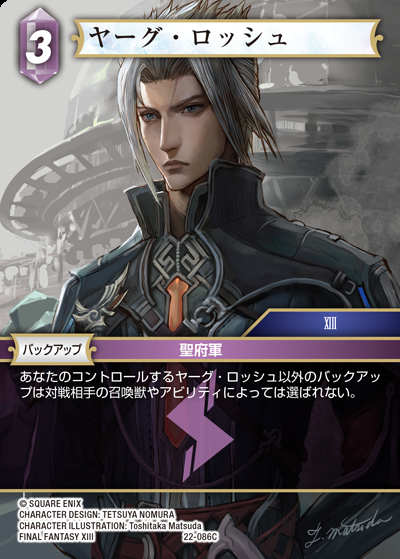 3
ヤーグ・ロッシュ
XIII
バックアップ
聖府軍
あなたのコントロールするヤーグ・ロッシュ以外のバックアッ
プは対戦相手の召喚獣やアビリティによっては選ばれない。
© SQUARE ENIX
CHARACTER DESIGN: TETSUYA NOMURA
CHARACTER ILLUSTRATION: Toshitaka Matsuda
FINAL FANTASY XIII
22-086C
T. Matsuda